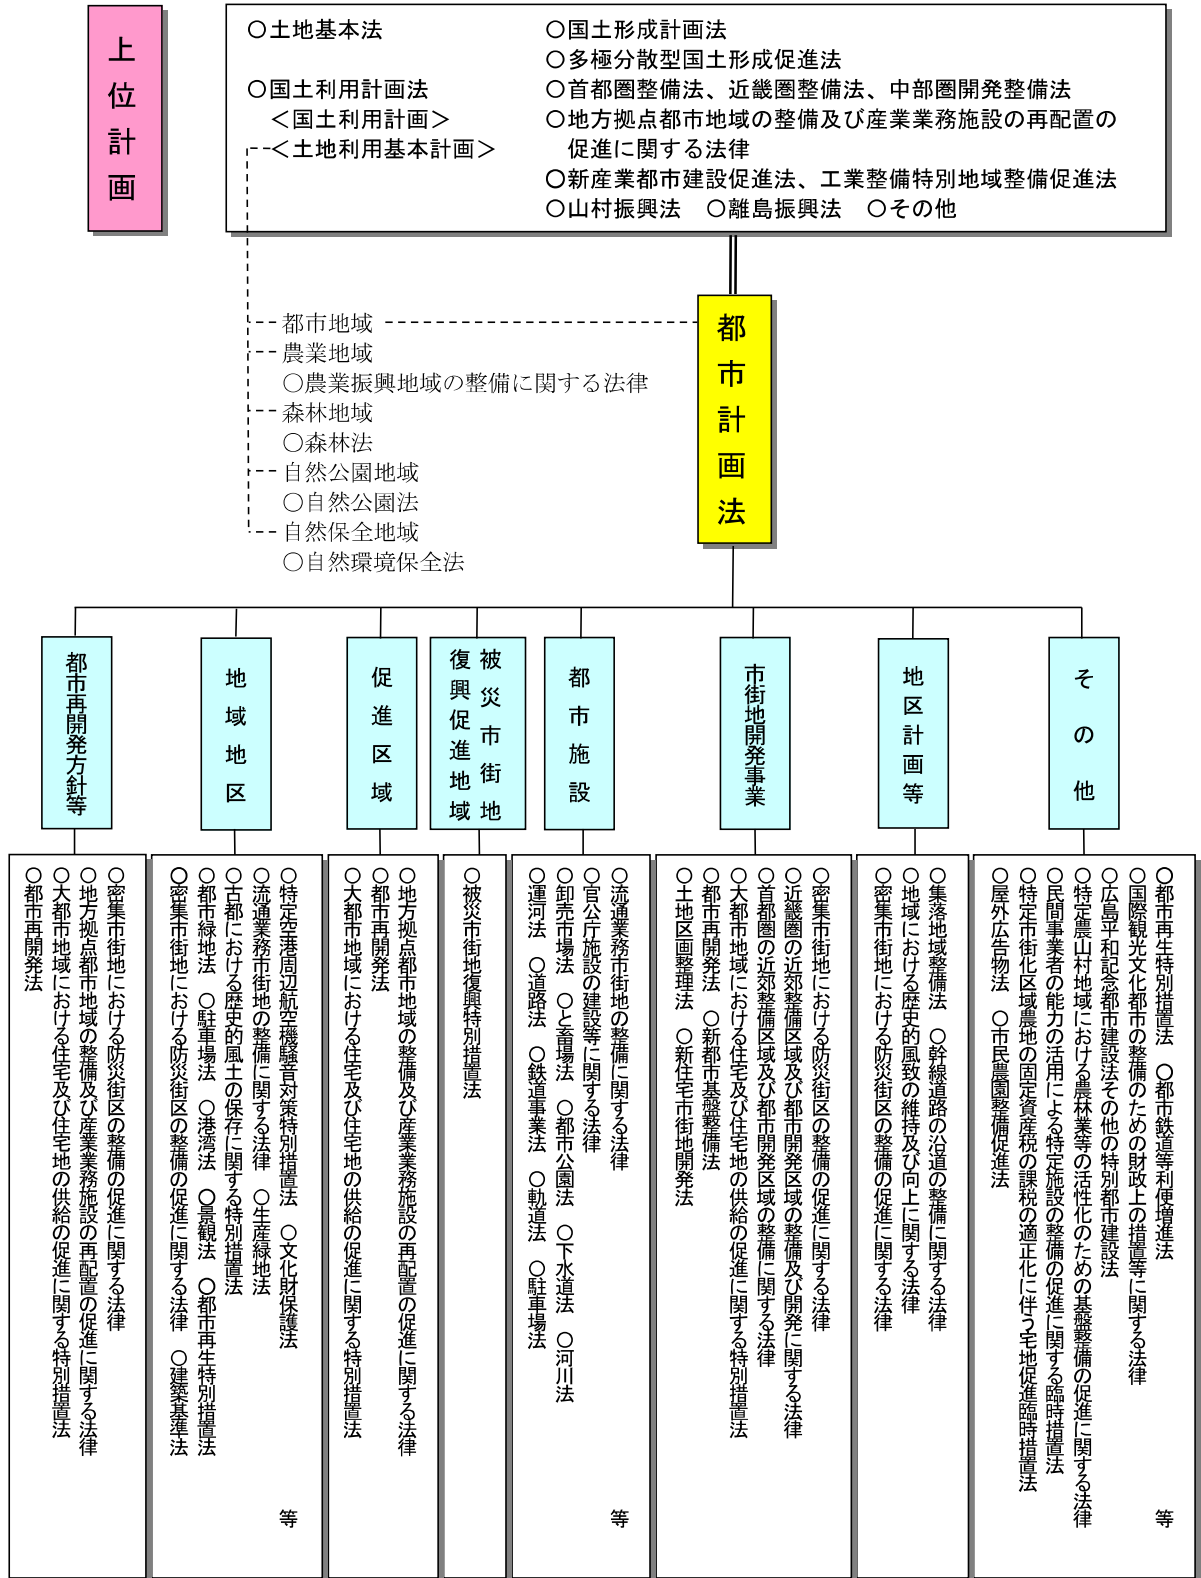 上位計画
○土地基本法
○国土利用計画法
＜国土利用計画＞
＜土地利用基本計画＞
○国土形成計画法
○多極分散型国土形成促進法
○首都圏整備法、近畿圏整備法、中部圏開発整備法
○地方拠点都市地域の整備及び産業業務施設の再配置の
促進に関する法律
○新産業都市建設促進法、工業整備特別地域整備促進法
○山村振興法　○離島振興法　○その他
都市地域
農業地域
○農業振興地域の整備に関する法律
森林地域
○森林法
自然公園地域
○自然公園法
自然保全地域
○自然環境保全法
都市計画法
都市再開発方針等
○密集市街地における防災街区の整備の促進に関する法律
○地方拠点都市地域の整備及び産業業務施設の再配置の促進に関する法律
○大都市地域における住宅及び住宅地の供給の促進に関する特別措置法
○都市再開発法
地域地区
○特定空港周辺航空機騒音対策特別措置法　○文化財保護法　等
○流通業務市街地の整備に関する法律　○生産緑地法
○古都における歴史的風土の保存に関する特別措置法
○都市緑地法　○駐車場法　○港湾法　○景観法　○都市再生特別措置法
○密集市街地における防災街区の整備の促進に関する法律　○建築基準法
促進区域
○地方拠点都市地域の整備及び産業業務施設の再配置の促進に関する法律
○都市再開発法
○大都市地域における住宅及び住宅地の供給の促進に関する特別措置法
被災市街地
復興促進地域
○被災市街地復興特別措置法
都市施設
○流通業務市街地の整備に関する法律　等
○官公庁施設の建設等に関する法律
○卸売市場法　○と畜場法　○都市公園法　○下水道法　○河川法
○運河法　○道路法　○鉄道事業法　○軌道法　○駐車場法
市街地開発事業
○密集市街地における防災街区の整備の促進に関する法律
○近畿圏の近郊整備区域及び都市開発区域の整備及び開発に関する法律
○首都圏の近郊整備区域及び都市開発区域の整備に関する法律
○大都市地域における住宅及び住宅地の供給の促進に関する特別措置法
○都市再開発法　○新都市基盤整備法
○土地区画整理法　○新住宅市街地開発法
地区計画等
○集落地域整備法　○幹線道路の沿道の整備に関する法律
○地域における歴史的風致の維持及び向上に関する法律
○密集市街地における防災街区の整備の促進に関する法律
その他
○都市再生特別措置法　○都市鉄道等利便増進法　等
○国際観光文化都市の整備のための財政上の措置等に関する法律
○広島平和記念都市建設法その他の特別都市建設法
○特定農山村地域における農林業等の活性化のための基盤整備の促進に関する法律
○民間事業者の能力の活用による特定施設の整備の促進に関する臨時措置法
○特定市街化区域農地の固定資産税の課税の適正化に伴う宅地促進臨時措置法
○屋外広告物法　○市民農園整備促進法